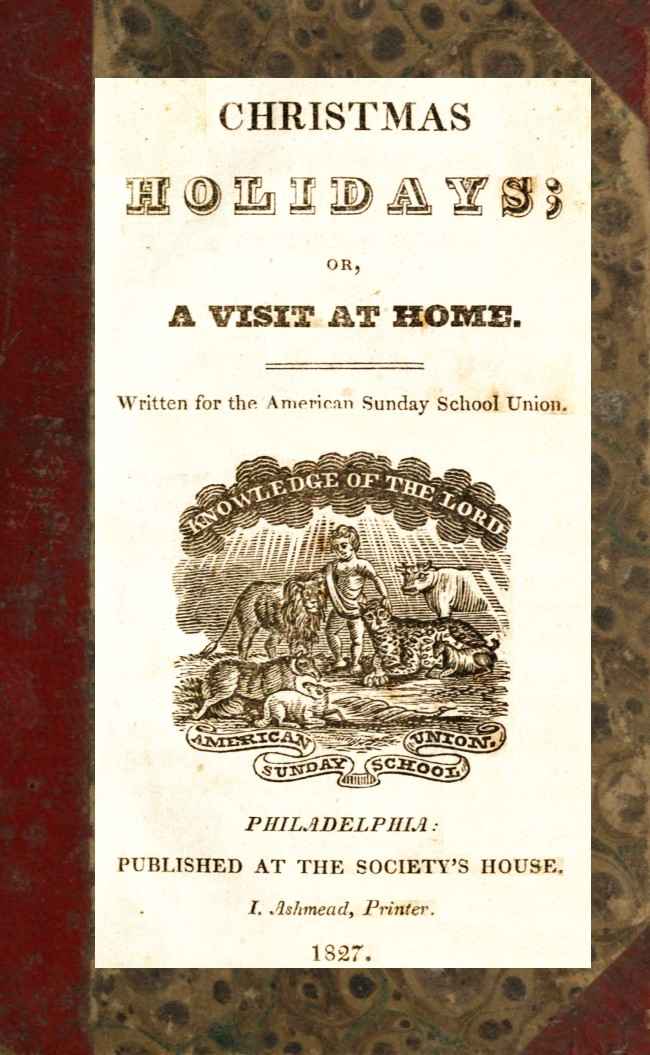 CHRISTMAS
HOLIDAYS;
OR,
A VISIT AT HOME.
Written for the American Sunday School Union.
KNOWLEDGE OF THE LORD
AMERICAN UNION.
SUNDAY SCHOOL
PHILADELPHIA:
PUBLISHED AT THE SOCIETY'S HOUSE.
I. Ashmead, Printer.
1827.